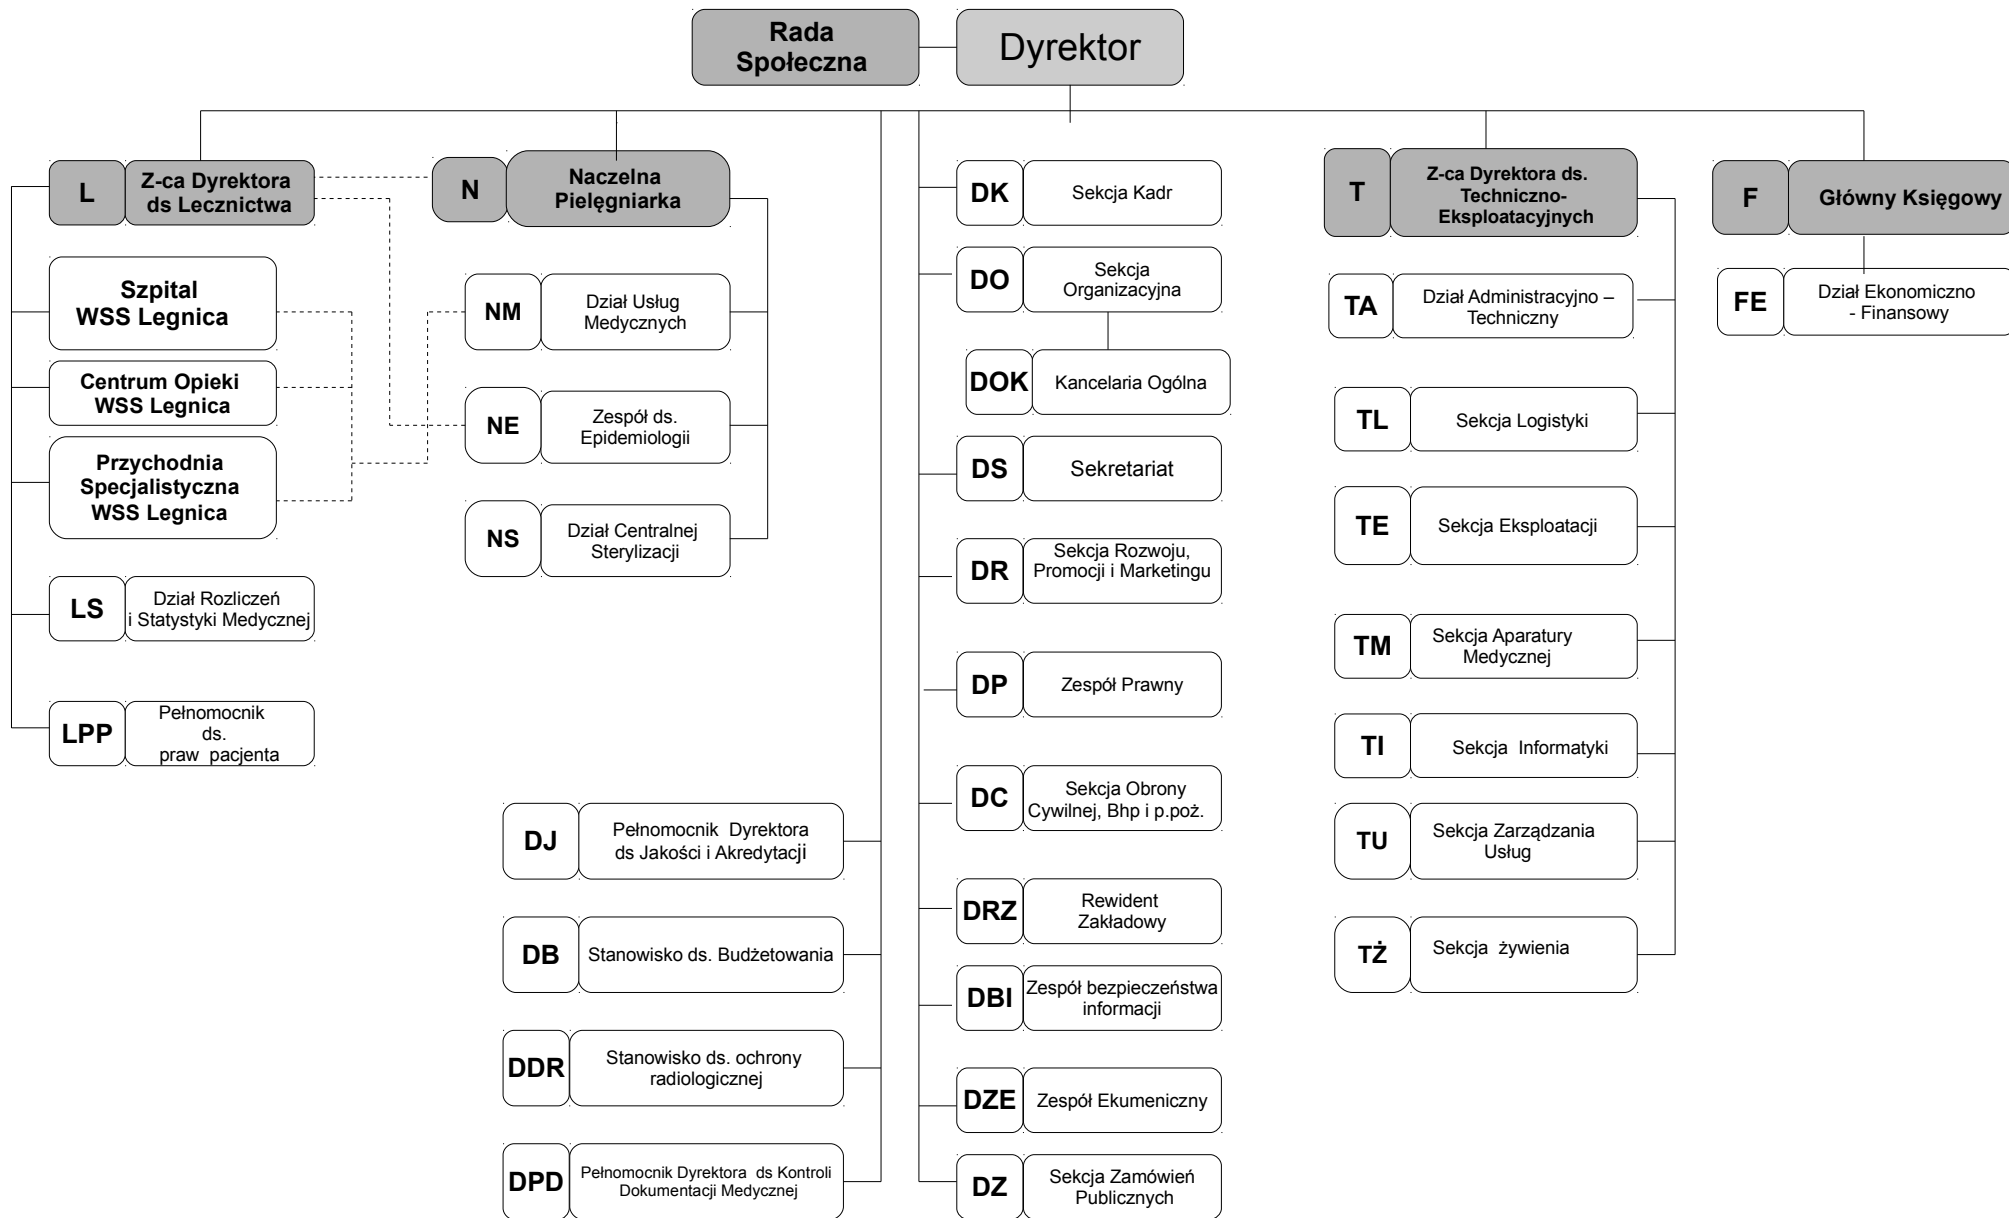 Rada
Społeczna
Dyrektor
L
Z-ca Dyrektora
ds Lecznictwa
Szpital
WSS Legnica
Centrum Opieki
WSS Legnica
Przychodnia
Specjalistyczna
WSS Legnica
LS
Dział Rozliczeń
i Statystyki Medycznej
LPP
Pełnomocnik
ds.
praw pacjenta
N
Naczelna
Pielęgniarka
NM
Dział Usług
Medycznych
NE
Zespół ds.
Epidemiologii
NS
Dział Centralnej
Sterylizacji
DJ
Pełnomocnik Dyrektora
ds Jakości i Akredytacji
DB
Stanowisko ds. Budżetowania
DDR
Stanowisko ds. ochrony
radiologicznej
DPD
Pełnomocnik Dyrektora ds Kontroli
Dokumentacji Medycznej
DK
Sekcja Kadr
DO
Sekcja
Organizacyjna
DOK
Kancelaria Ogólna
DS
Sekretariat
DR
Sekcja Rozwoju,
Promocji i Marketingu
DP
Zespół Prawny
DC
Sekcja Obrony
Cywilnej, Bhp i p.poż.
DRZ
Rewident
Zakładowy
DBI
Zespół bezpieczeństwa
informacji
DZE
Zespół Ekumeniczny
DZ
Sekcja Zamówień
Publicznych
T
Z-ca Dyrektora ds.
Techniczno-
Eksploatacyjnych
TA
Dział Administracyjno –
Techniczny
TL
Sekcja Logistyki
TE
Sekcja Eksploatacji
TM
Sekcja Aparatury
Medycznej
TI
Sekcja Informatyki
TU
Sekcja Zarządzania
Usług
TŻ
Sekcja żywienia
F
Główny Księgowy
FE
Dział Ekonomiczno
- Finansowy